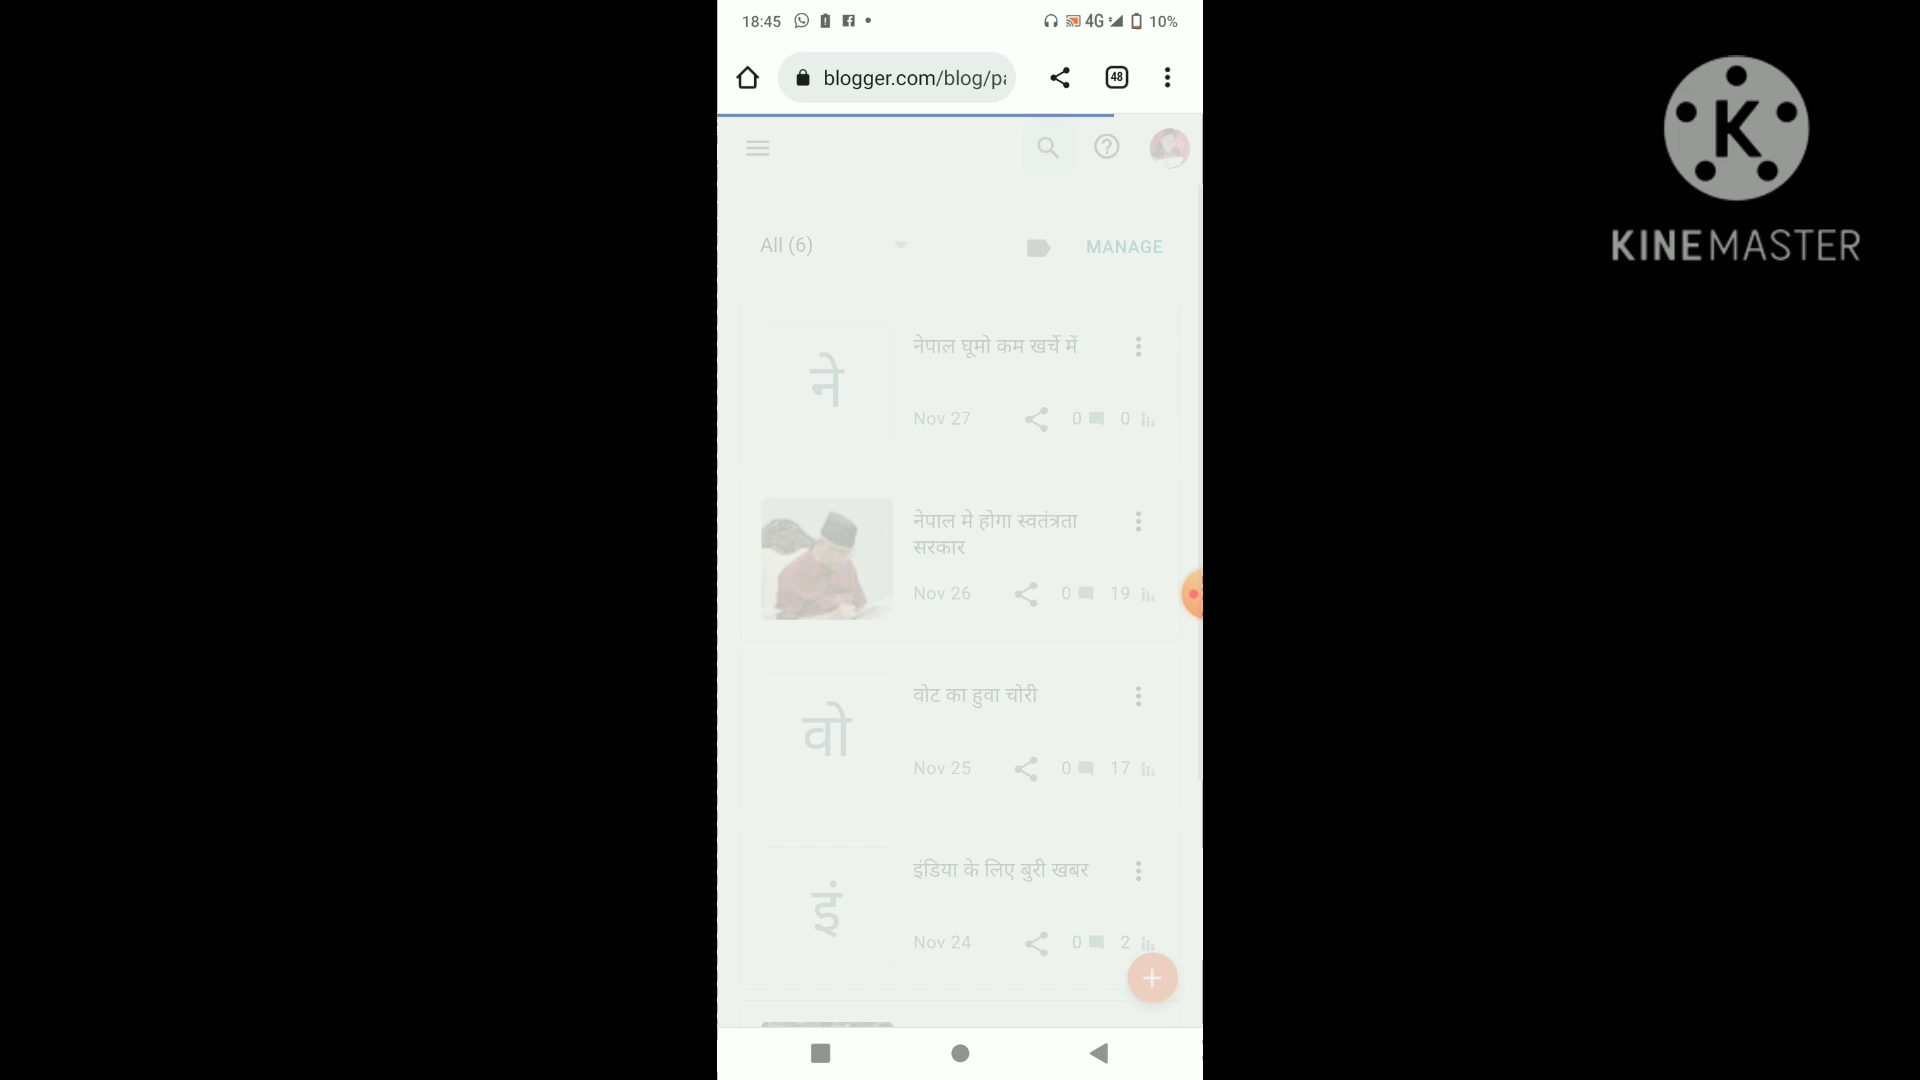 18:45
4G
10%
blogger.com/blog/pa
48
K
KINEMASTER
All (6)
MANAGE
ने
नेपाल घूमो कम खर्चे में
Nov 27
0
0
नेपाल मे होगा स्वतंत्रता
सरकार
Nov 26
0
19
वो
वोट का हुवा चोरी
Nov 25
0
17
इं
इंडिया के लिए बुरी खबर
Nov 24
0
2